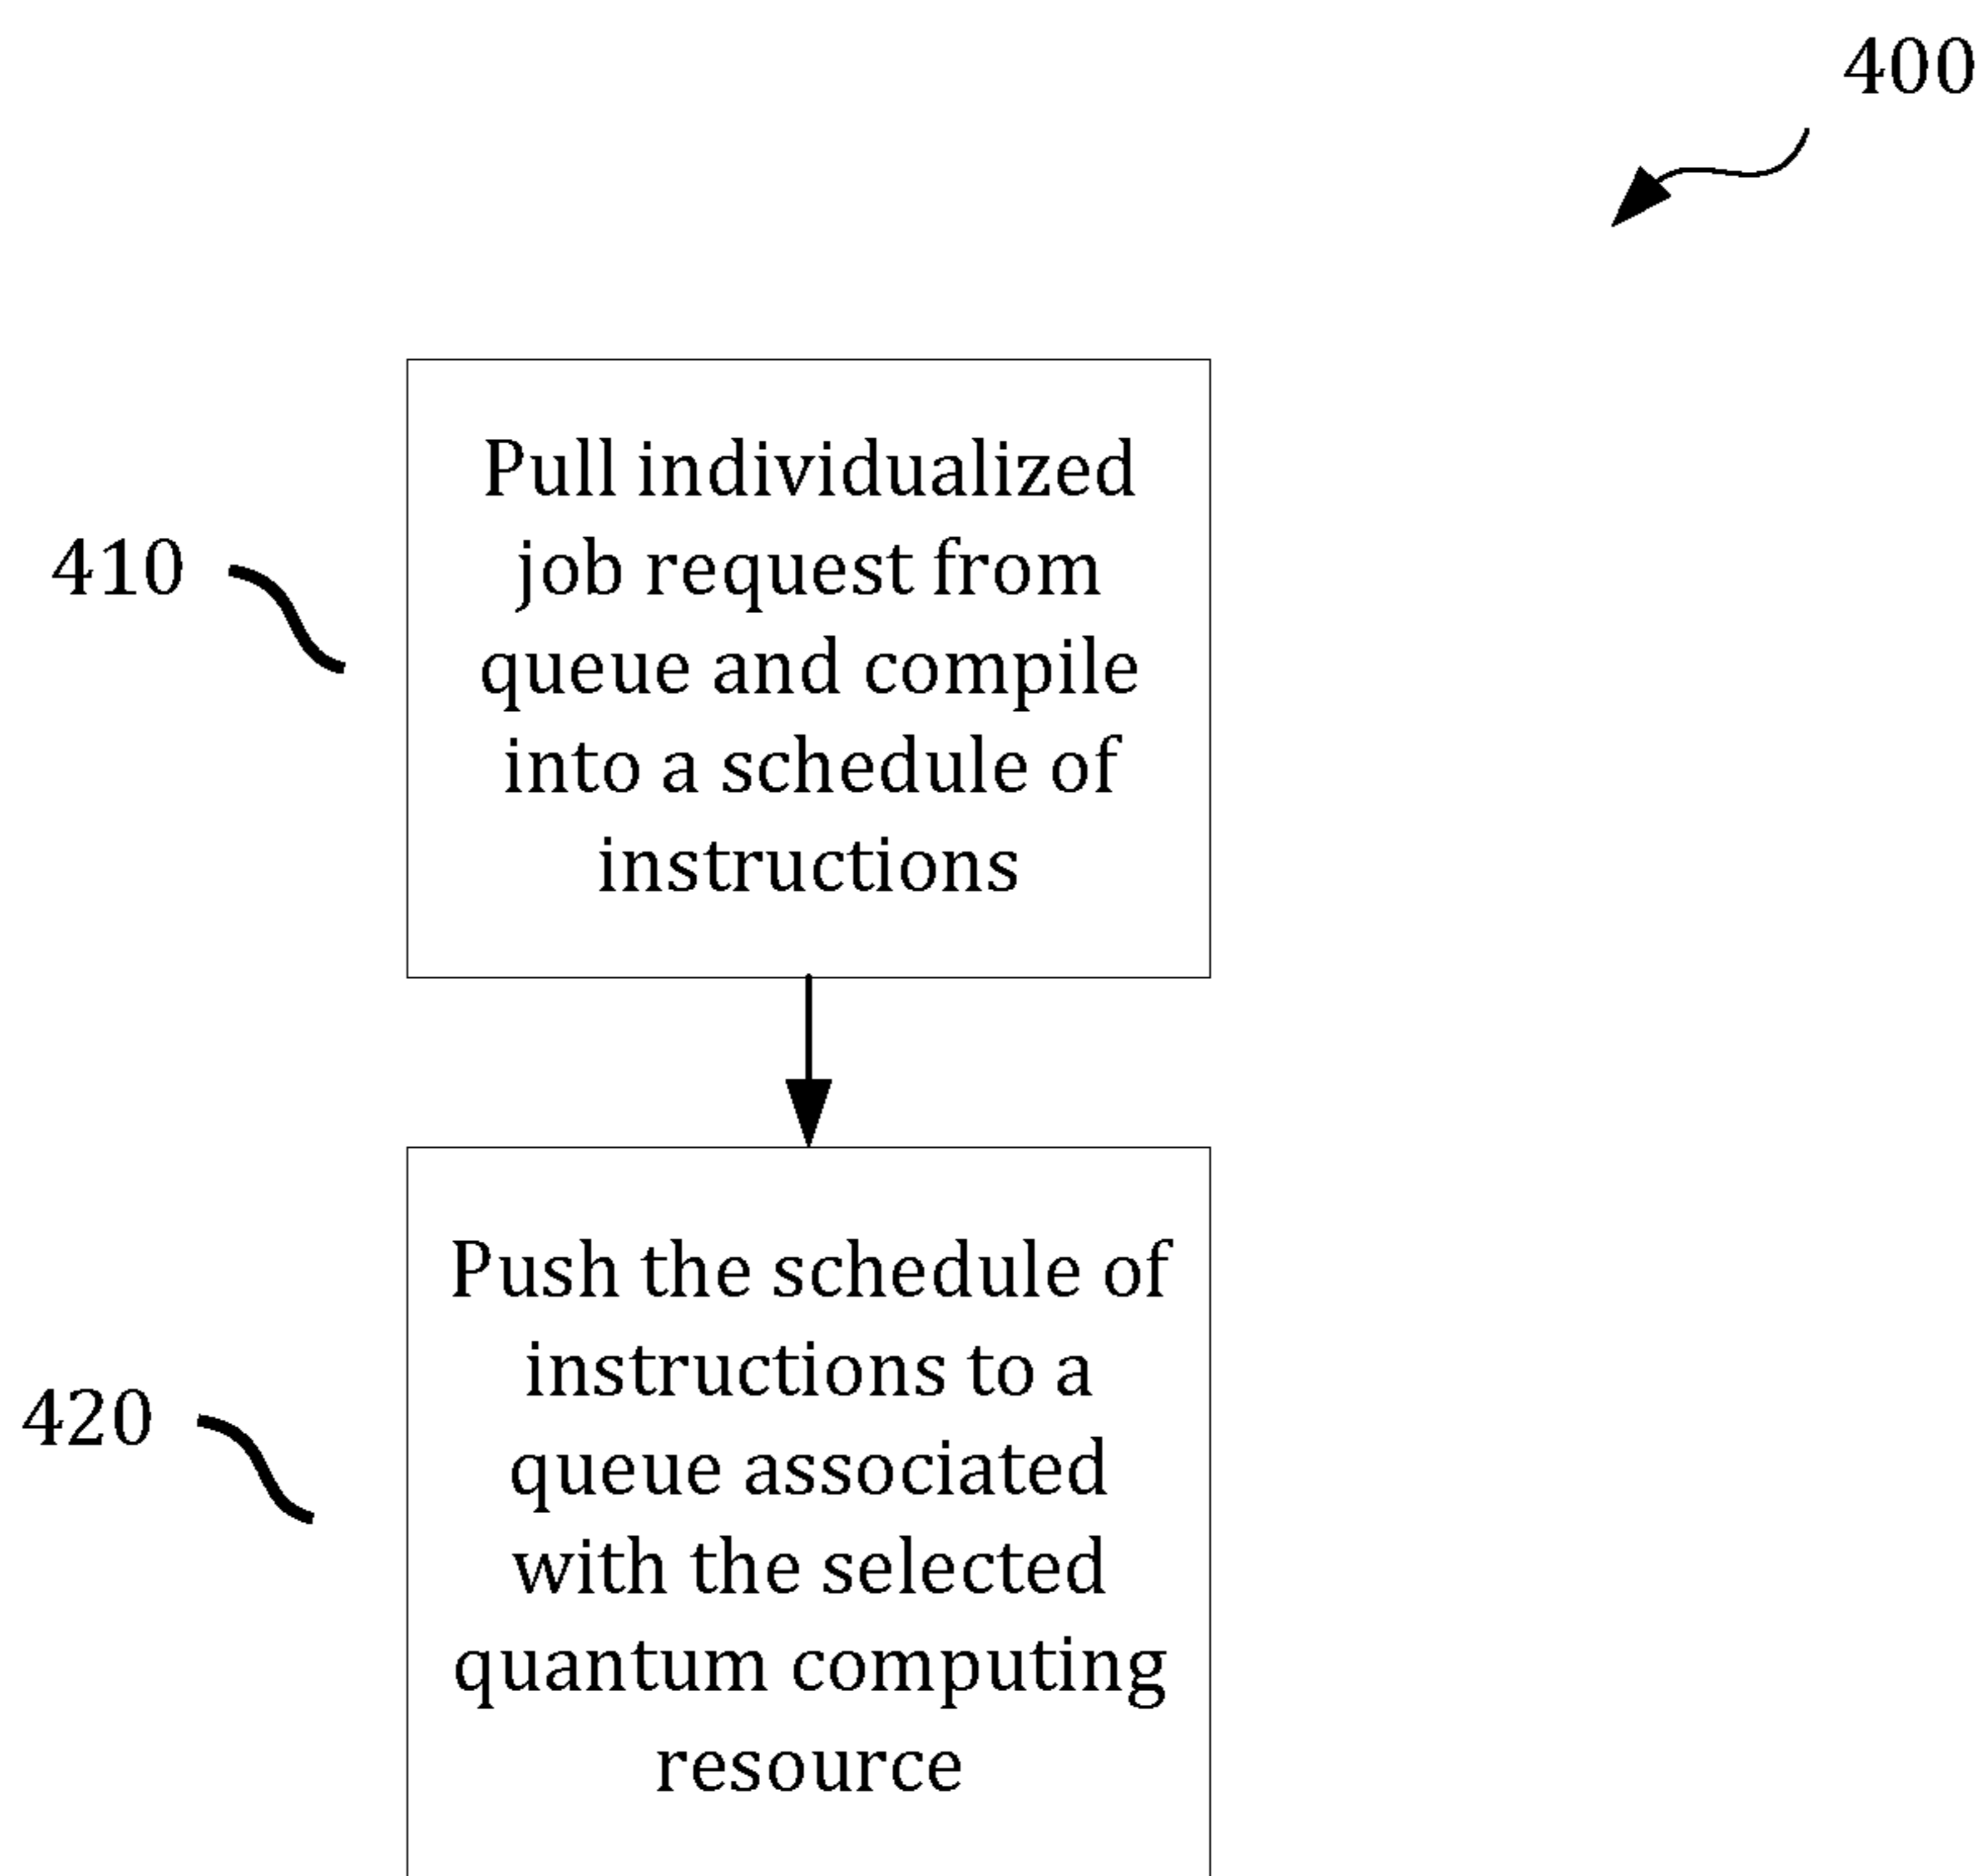 400
410
Pull individualized
job request from
queue and compile
into a schedule of
instructions
420
Push the schedule of
instructions to a
queue associated
with the selected
quantum computing
resource